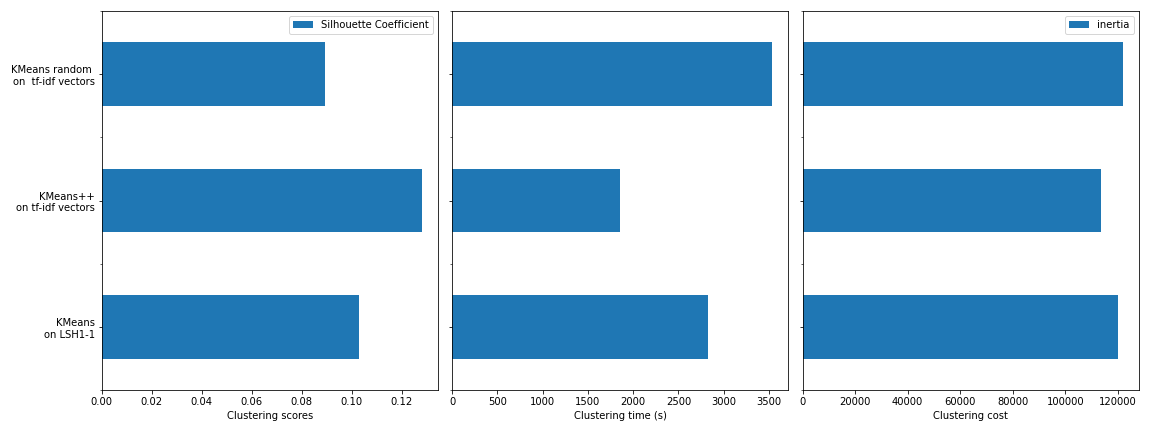 Silhouette Coefficient
inertia
KMeans random
on  tf-idf vectors
KMeans++
on tf-idf vectors
KMeans
on LSH1-1
0.00 0.02 0.04 0.06 0.08 0.10 0.12
Clustering scores
0 500 1000 1500 2000 2500 3000 3500
Clustering time (s)
0 20000 40000 60000 80000 100000 120000
Clustering cost